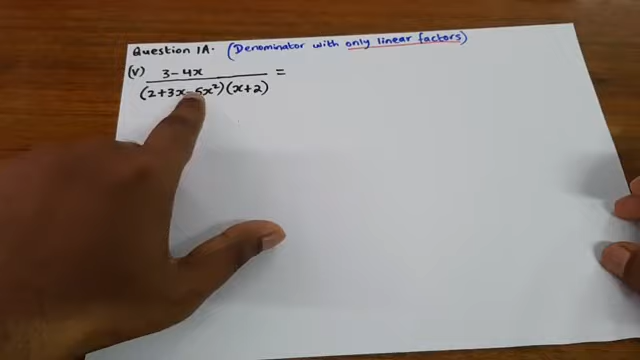 Question 1A. (Denominator with only linear factors)
(v) 3-4x =
(2+3x-5x²)(x+2)